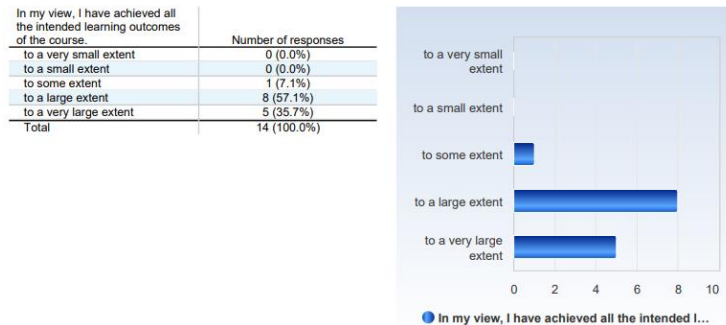 In my view, I have achieved all
the intended learning outcomes
of the course. Number of responses
to a very small extent 0 (0.0%)
to a small extent 0 (0.0%)
to some extent 1 (7.1%)
to a large extent 8 (57.1%)
to a very large extent 5 (35.7%)
Total 14 (100.0%)
to a very small
extent
to a small extent
to some extent
to a large extent
to a very large
extent
0 2 4 6 8 10
In my view, I have achieved all the intended l...